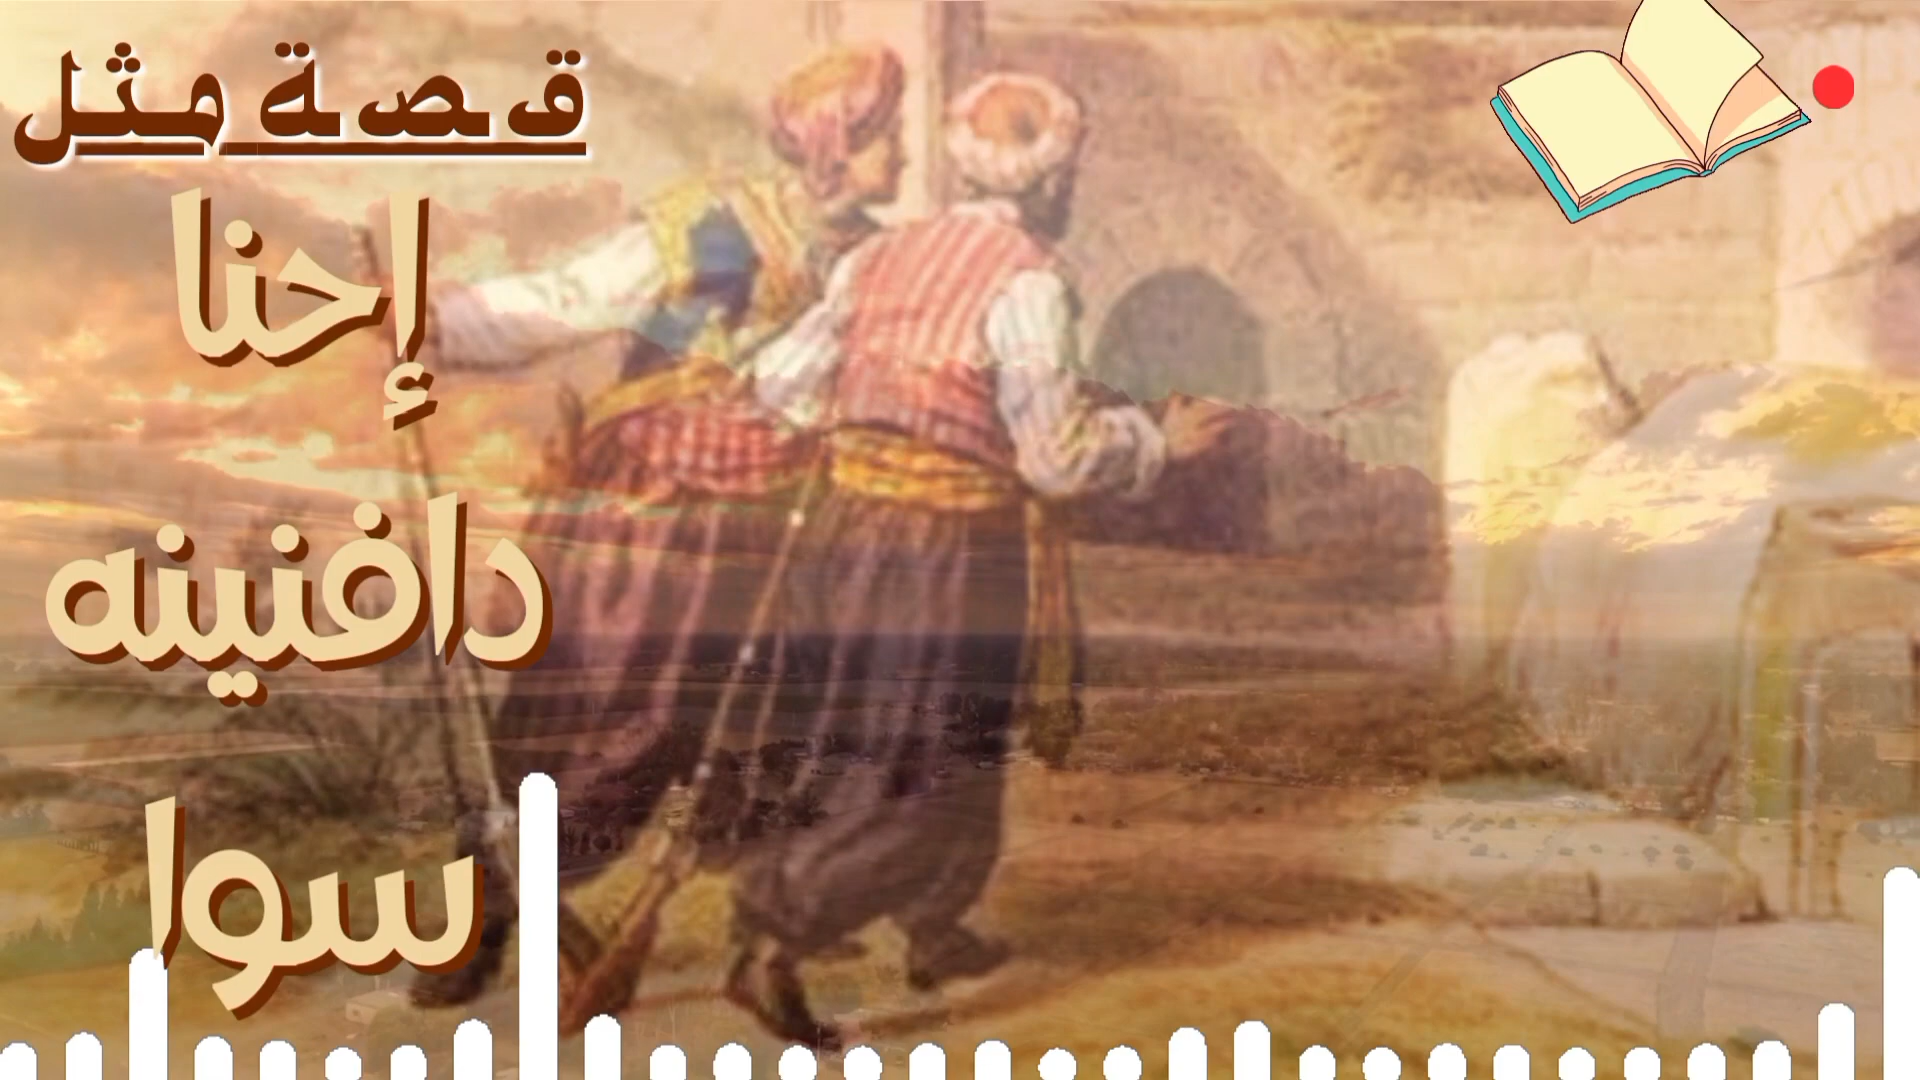 قصة مثل
إحنا
دافنينه
سوا